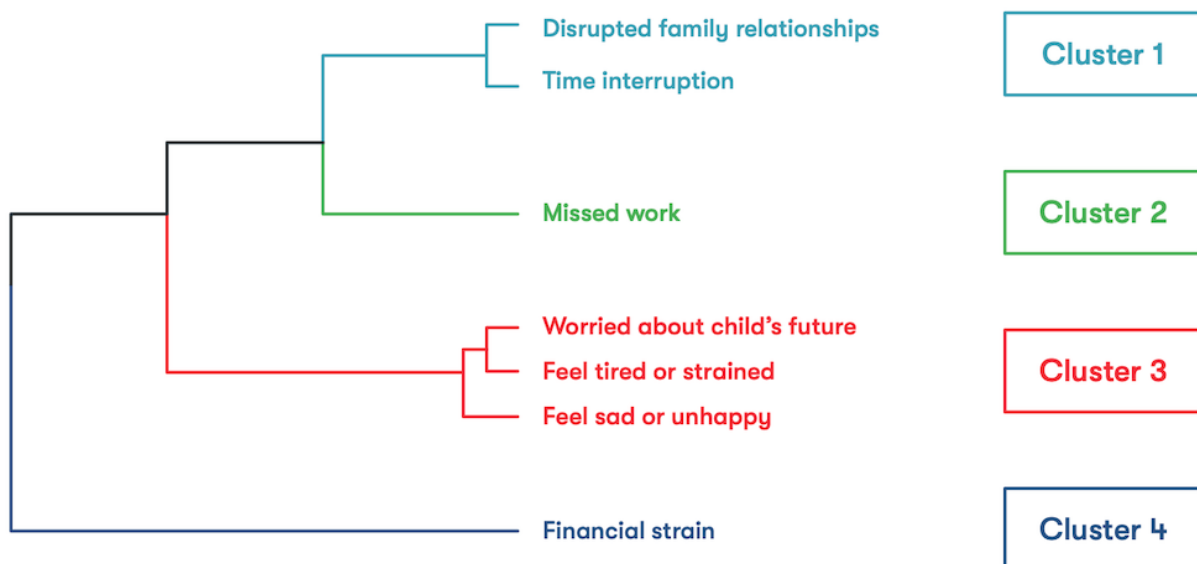 Disrupted family relationships
Cluster 1
Time interruption
Missed work
Cluster 2
Worried about child’s future
Feel tired or strained
Cluster 3
Feel sad or unhappy
Financial strain
Cluster 4